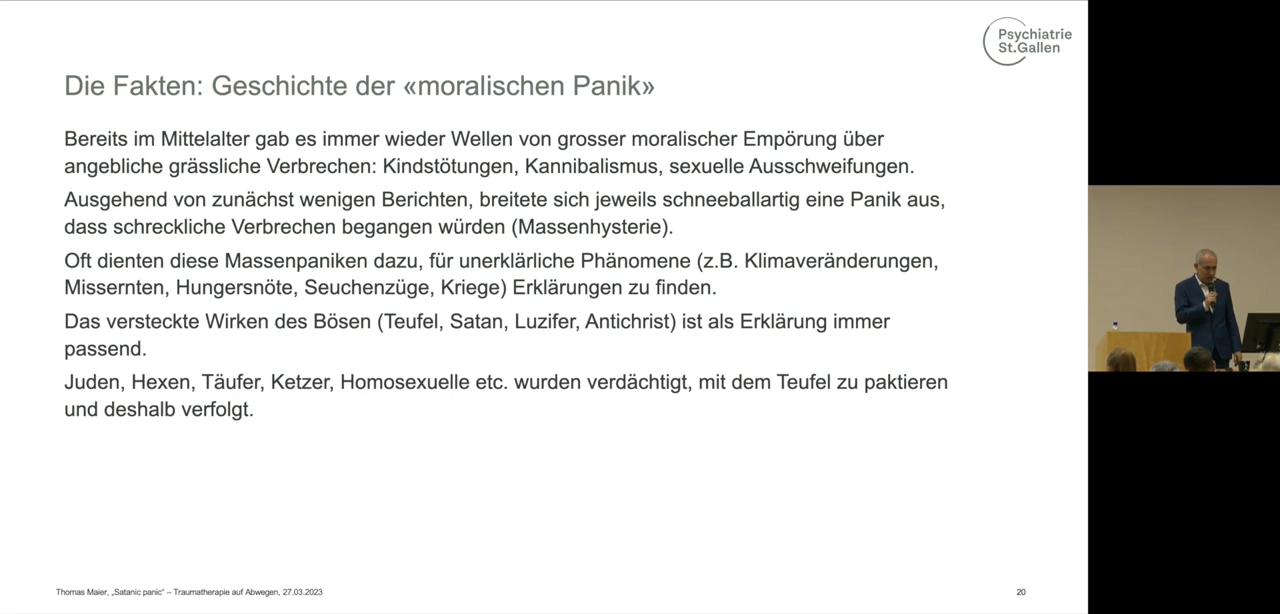 Psychiatrie
St.Gallen
Die Fakten: Geschichte der «moralischen Panik»
Bereits im Mittelalter gab es immer wieder Wellen von grosser moralischer Empörung über
angebliche grässliche Verbrechen: Kindstötungen, Kannibalismus, sexuelle Ausschweifungen.
Ausgehend von zunächst wenigen Berichten, breitete sich jeweils schneeballartig eine Panik aus,
dass schreckliche Verbrechen begangen würden (Massenhysterie).
Oft dienten diese Massenpaniken dazu, für unerklärliche Phänomene (z.B. Klimaveränderungen,
Missernten, Hungersnöte, Seuchenzüge, Kriege) Erklärungen zu finden.
Das versteckte Wirken des Bösen (Teufel, Satan, Luzifer, Antichrist) ist als Erklärung immer
passend.
Juden, Hexen, Täufer, Ketzer, Homosexuelle etc. wurden verdächtigt, mit dem Teufel zu paktieren
und deshalb verfolgt.
Thomas Maier, „Satanic panic“ – Traumatherapie auf Abwegen, 27.03.2023
20